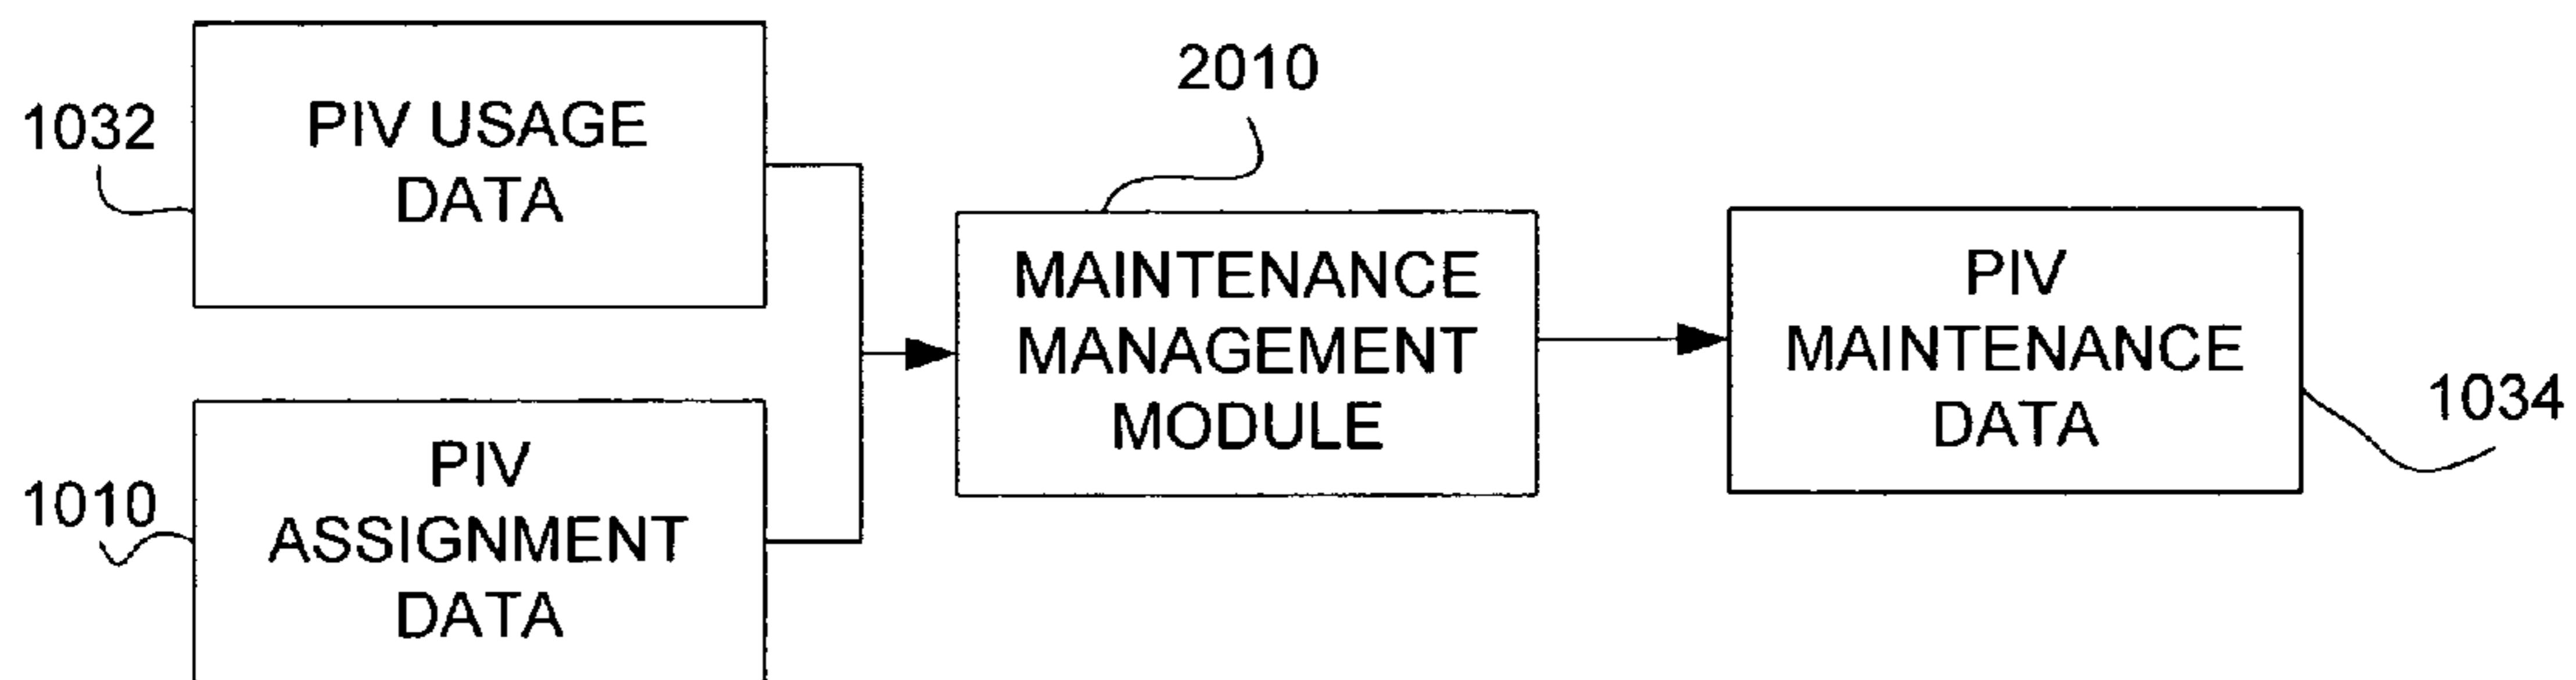 1032
PIV USAGE
DATA
1010
PIV
ASSIGNMENT
DATA
2010
MAINTENANCE
MANAGEMENT
MODULE
PIV
MAINTENANCE
DATA
1034